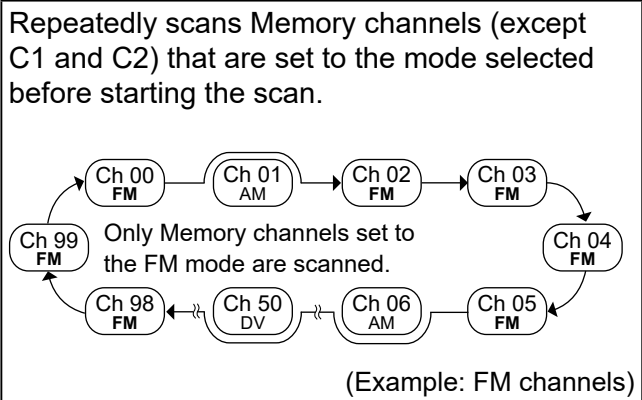 Repeatedly scans Memory channels (except
C1 and C2) that are set to the mode selected
before starting the scan.
Ch 00
FM
Ch 01
AM
Ch 02
FM
Ch 03
FM
Ch 99
FM
Only Memory channels set to
the FM mode are scanned.
Ch 04
FM
Ch 98
FM
Ch 50
DV
Ch 06
AM
Ch 05
FM
(Example: FM channels)